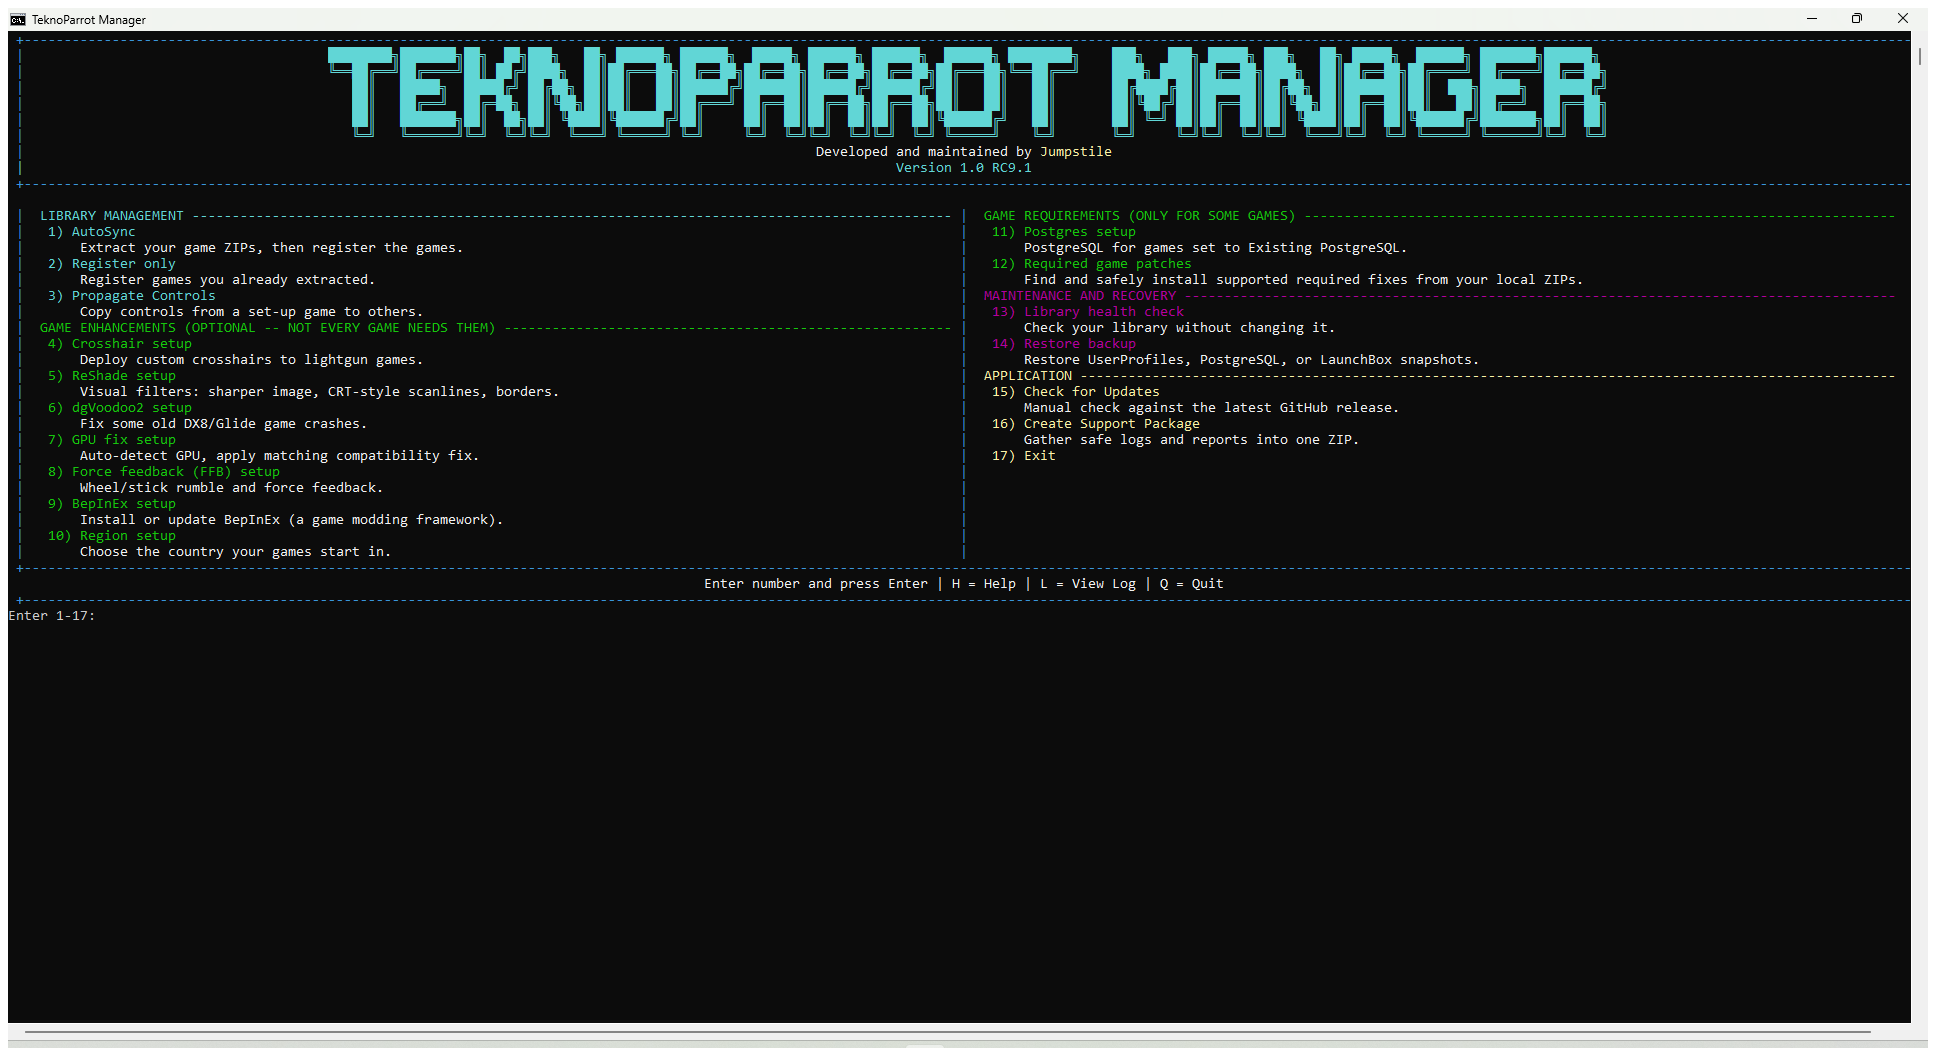 TeknoParrot Manager
TEKNOPARROT MANAGER
Developed and maintained by Jumpstile
Version 1.0 RC9.1
LIBRARY MANAGEMENT
1) AutoSync
Extract your game ZIPs, then register the games.
2) Register only
Register games you already extracted.
3) Propagate Controls
Copy controls from a set-up game to others.
GAME ENHANCEMENTS (OPTIONAL -- NOT EVERY GAME NEEDS THEM)
4) Crosshair setup
Deploy custom crosshairs to lightgun games.
5) ReShade setup
Visual filters: sharper image, CRT-style scanlines, borders.
6) dgVoodoo2 setup
Fix some old DX8/Glide game crashes.
7) GPU fix setup
Auto-detect GPU, apply matching compatibility fix.
8) Force feedback (FFB) setup
Wheel/stick rumble and force feedback.
9) BepInEx setup
Install or update BepInEx (a game modding framework).
10) Region setup
Choose the country your games start in.
GAME REQUIREMENTS (ONLY FOR SOME GAMES)
11) Postgres setup
PostgreSQL for games set to Existing PostgreSQL.
12) Required game patches
Find and safely install supported required fixes from your local ZIPs.
MAINTENANCE AND RECOVERY
13) Library health check
Check your library without changing it.
14) Restore backup
Restore UserProfiles, PostgreSQL, or LaunchBox snapshots.
APPLICATION
15) Check for Updates
Manual check against the latest GitHub release.
16) Create Support Package
Gather safe logs and reports into one ZIP.
17) Exit
Enter number and press Enter | H = Help | L = View Log | Q = Quit
Enter 1-17: